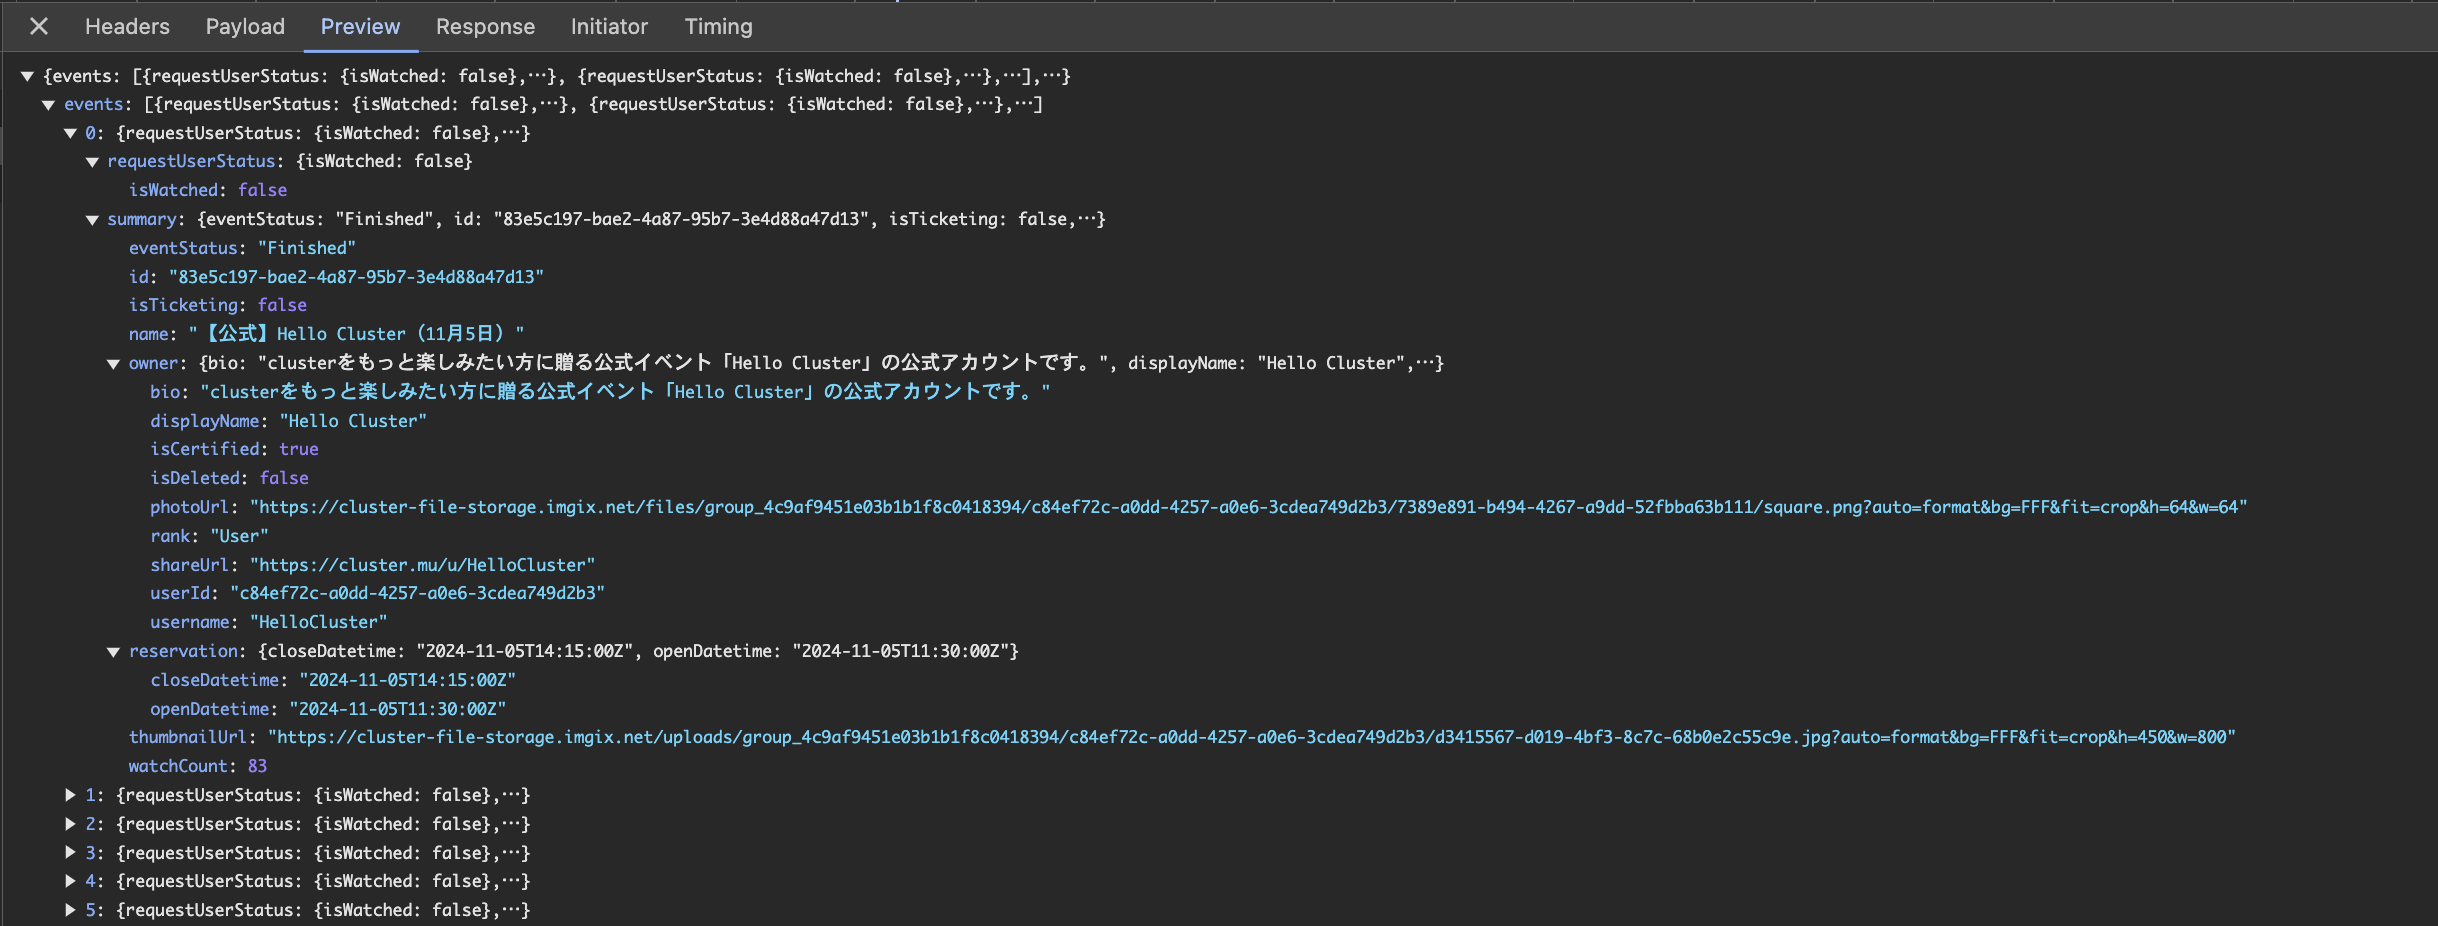 Headers Payload Preview Response Initiator Timing
{events: [{requestUserStatus: {isWatched: false},…}, {requestUserStatus: {isWatched: false},…},…],…}
events: [{requestUserStatus: {isWatched: false},…}, {requestUserStatus: {isWatched: false},…},…]
0: {requestUserStatus: {isWatched: false},…}
requestUserStatus: {isWatched: false}
isWatched: false
summary: {eventStatus: "Finished", id: "83e5c197-bae2-4a87-95b7-3e4d88a47d13", isTicketing: false,…}
eventStatus: "Finished"
id: "83e5c197-bae2-4a87-95b7-3e4d88a47d13"
isTicketing: false
name: "【公式】Hello Cluster（11月5日）"
owner: {bio: "clusterをもっと楽しみたい方に贈る公式イベント「Hello Cluster」の公式アカウントです。", displayName: "Hello Cluster",…}
bio: "clusterをもっと楽しみたい方に贈る公式イベント「Hello Cluster」の公式アカウントです。"
displayName: "Hello Cluster"
isCertified: true
isDeleted: false
photoUrl: "https://cluster-file-storage.imgix.net/files/group_4c9af9451e03b1b1f8c0418394/c84ef72c-a0dd-4257-a0e6-3cdea749d2b3/7389e891-b494-4267-a9dd-52fbba63b111/square.png?auto=format&bg=FFF&fit=crop&h=64&w=64"
rank: "User"
shareUrl: "https://cluster.mu/u/HelloCluster"
userId: "c84ef72c-a0dd-4257-a0e6-3cdea749d2b3"
username: "HelloCluster"
reservation: {closeDatetime: "2024-11-05T14:15:00Z", openDatetime: "2024-11-05T11:30:00Z"}
closeDatetime: "2024-11-05T14:15:00Z"
openDatetime: "2024-11-05T11:30:00Z"
thumbnailUrl: "https://cluster-file-storage.imgix.net/uploads/group_4c9af9451e03b1b1f8c0418394/c84ef72c-a0dd-4257-a0e6-3cdea749d2b3/d3415567-d019-4bf3-8c7c-68b0e2c55c9e.jpg?auto=format&bg=FFF&fit=crop&h=450&w=800"
watchCount: 83
1: {requestUserStatus: {isWatched: false},…}
2: {requestUserStatus: {isWatched: false},…}
3: {requestUserStatus: {isWatched: false},…}
4: {requestUserStatus: {isWatched: false},…}
5: {requestUserStatus: {isWatched: false},…}